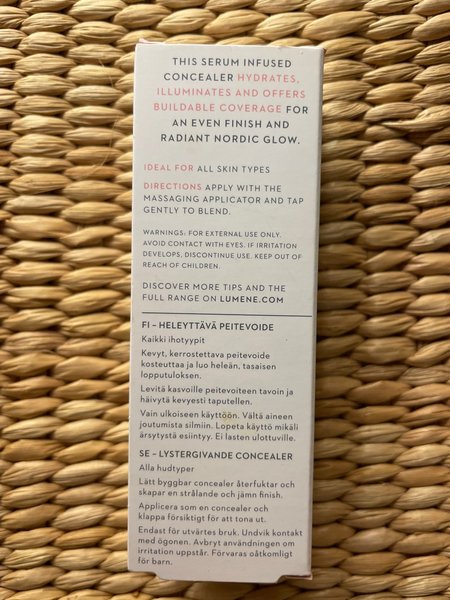 THIS SERUM INFUSED
CONCEALER HYDRATES,
ILLUMINATES AND OFFERS
BUILDABLE COVERAGE FOR
AN EVEN FINISH AND
RADIANT NORDIC GLOW.
IDEAL FOR ALL SKIN TYPES
DIRECTIONS APPLY WITH THE
MASSAGING APPLICATOR AND TAP
GENTLY TO BLEND.
WARNINGS: FOR EXTERNAL USE ONLY.
AVOID CONTACT WITH EYES. IF IRRITATION
DEVELOPS, DISCONTINUE USE. KEEP OUT OF
REACH OF CHILDREN.
DISCOVER MORE TIPS AND THE
FULL RANGE ON LUMENE.COM
FI – HELEYTTÄVÄ PEITEVOIDE
Kaikki ihotyypit
Kevyt, kerrostettava peitevoide
kosteuttaa ja luo heleän, tasaisen
lopputuloksen.
Levitä kasvoille peitevoiteen tavoin ja
häivytä kevyesti taputellen.
Vain ulkoiseen käyttöön. Vältä aineen
joutumista silmiin. Lopeta käyttö mikäli
ärsytystä esiintyy. Ei lasten ulottuville.
SE – LYSTERGIVANDE CONCEALER
Alla hudtyper
Lätt byggbar concealer återfuktar och
skapar en strålande och jämn finish.
Applicera som en concealer och
klappa försiktigt för att tona ut.
Endast för utvärtes bruk. Undvik kontakt
med ögonen. Avbryt användningen om
irritation uppstår. Förvaras oåtkomligt
för barn.